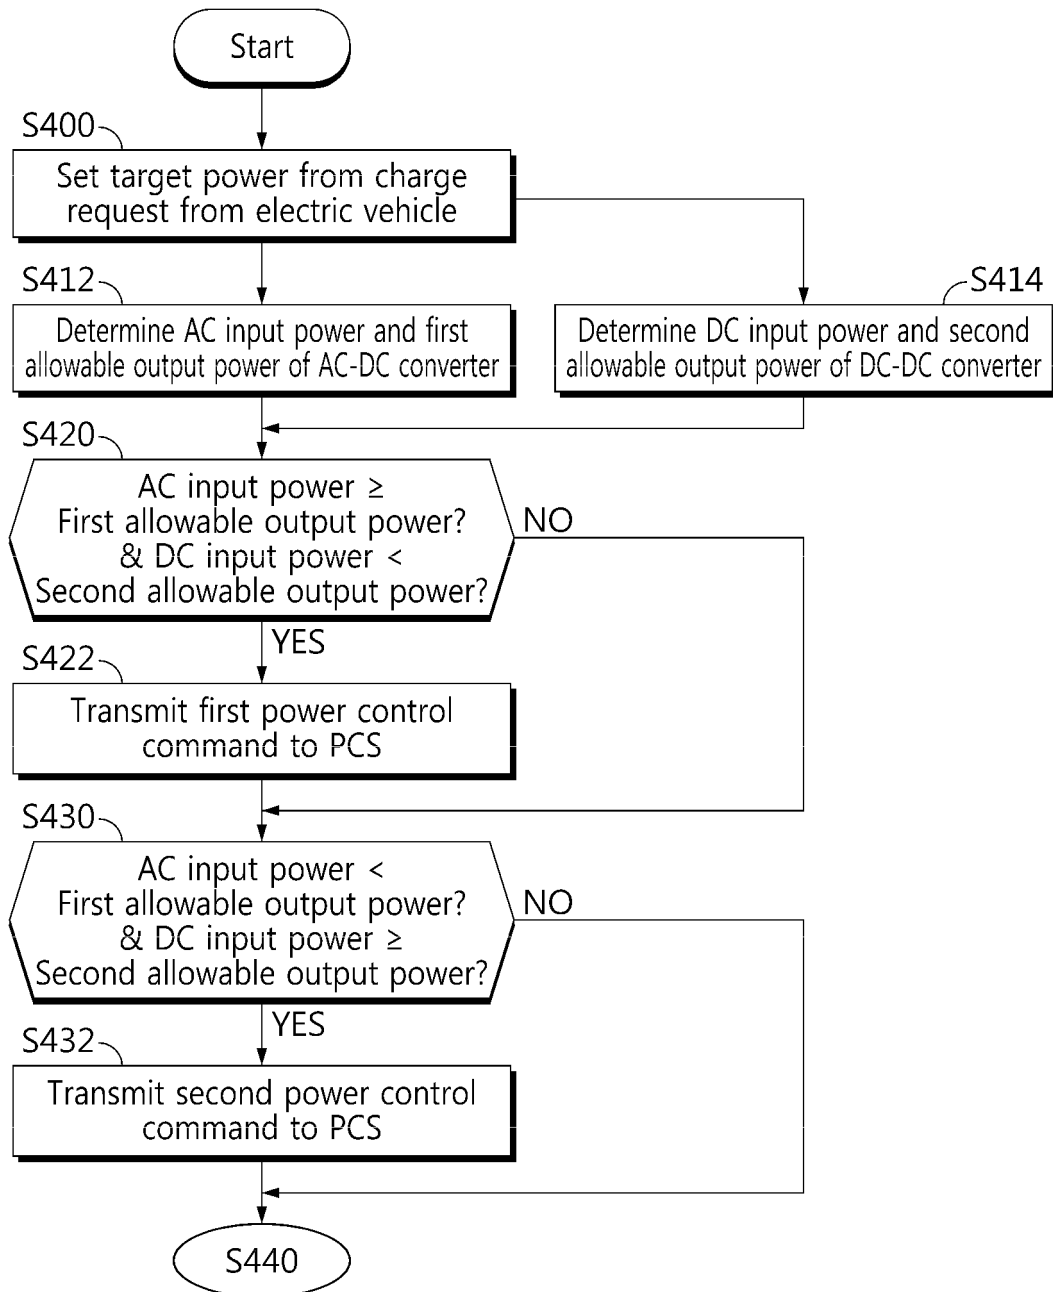 Start
S400
Set target power from charge
request from electric vehicle
S412
Determine AC input power and first
allowable output power of AC-DC converter
S414
Determine DC input power and second
allowable output power of DC-DC converter
S420
AC input power ≥
First allowable output power?
& DC input power <
Second allowable output power?
NO
YES
S422
Transmit first power control
command to PCS
S430
AC input power <
First allowable output power?
& DC input power ≥
Second allowable output power?
NO
YES
S432
Transmit second power control
command to PCS
S440